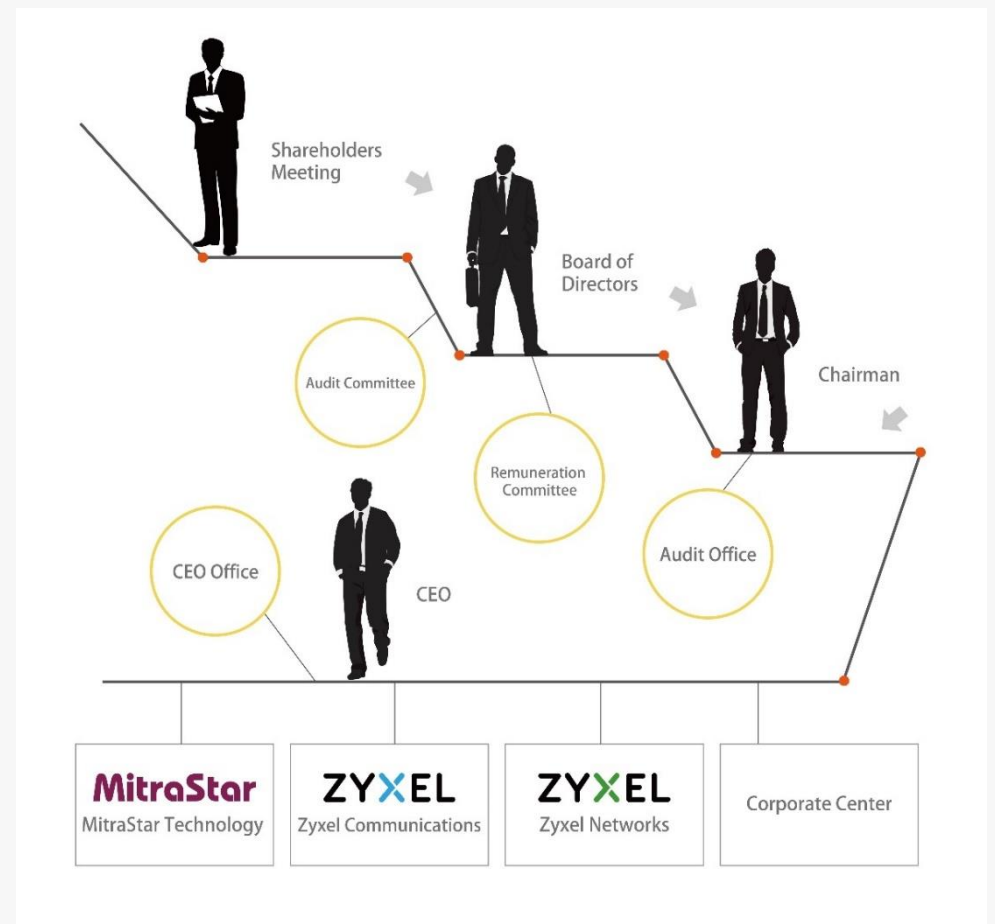 Shareholders
Meeting
Board of
Directors
Chairman
Audit Committee
Remuneration
Committee
Audit Office
CEO Office
CEO
MitraStar
MitraStar Technology
ZYXEL
Zyxel Communications
ZYXEL
Zyxel Networks
Corporate Center